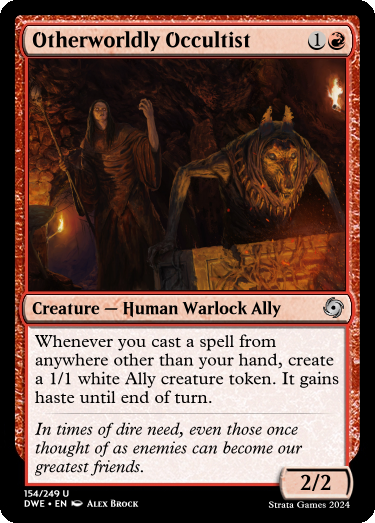 Otherworldly Occultist 1
Creature — Human Warlock Ally
Whenever you cast a spell from
anywhere other than your hand, create
a 1/1 white Ally creature token. It gains
haste until end of turn.
In times of dire need, even those once
thought of as enemies can become our
greatest friends.
2/2
154/249 U
DWE • EN Alex Brock
Strata Games 2024